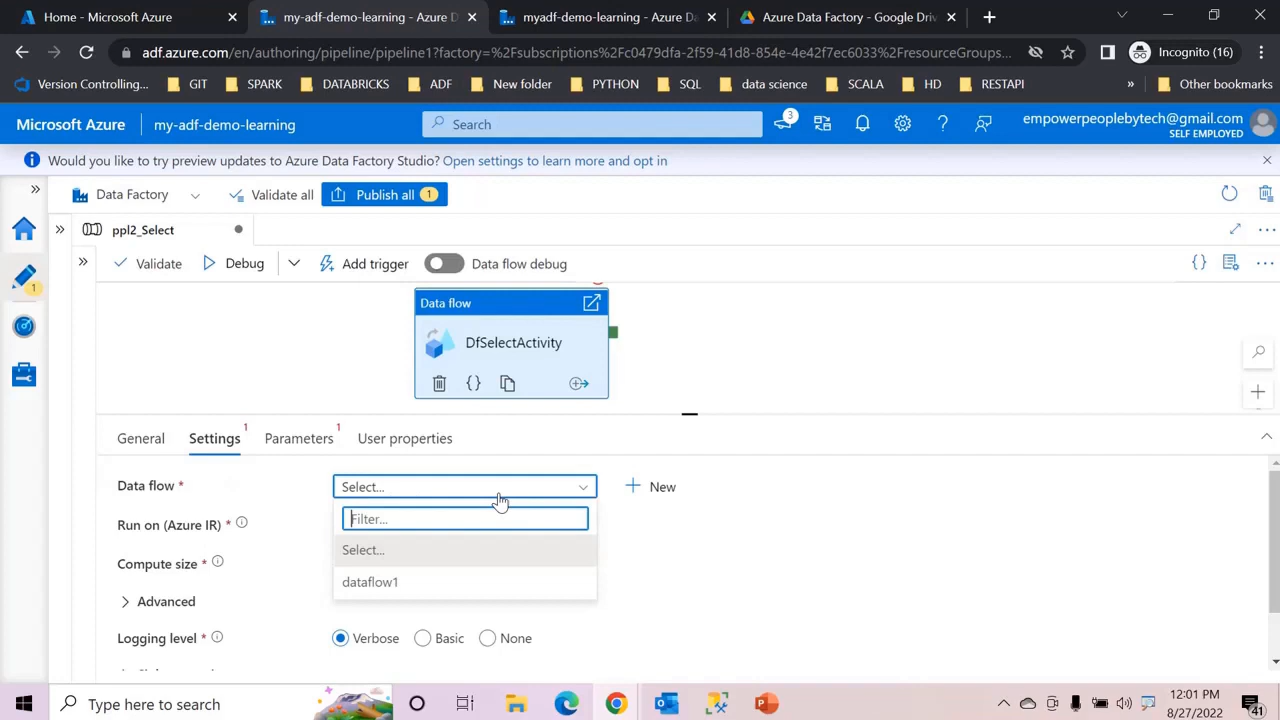 Home - Microsoft Azure
my-adf-demo-learning - Azure D
myadf-demo-learning - Azure Da
Azure Data Factory - Google Driv
adf.azure.com/en/authoring/pipeline/pipeline1?factory=%2Fsubscriptions%2Fc0479dfa-2f59-41d8-854e-4e42f7ec6033%2FresourceGroups...
Incognito (16)
Version Controlling...
GIT
SPARK
DATABRICKS
ADF
New folder
PYTHON
SQL
data science
SCALA
HD
RESTAPI
»
Other bookmarks
Microsoft Azure
my-adf-demo-learning
Search
3
empowerpeoplebytech@gmail.com
SELF EMPLOYED
Would you like to try preview updates to Azure Data Factory Studio? Open settings to learn more and opt in
Data Factory
Validate all
Publish all
1
ppl2_Select
Validate
Debug
Add trigger
Data flow debug
1
Data flow
DfSelectActivity
General
Settings
1
Parameters
1
User properties
Data flow *
Select...
New
Filter...
Run on (Azure IR) *
Select...
Compute size *
dataflow1
Advanced
Logging level *
Verbose
Basic
None
Type here to search
12:01 PM
8/27/2022
41